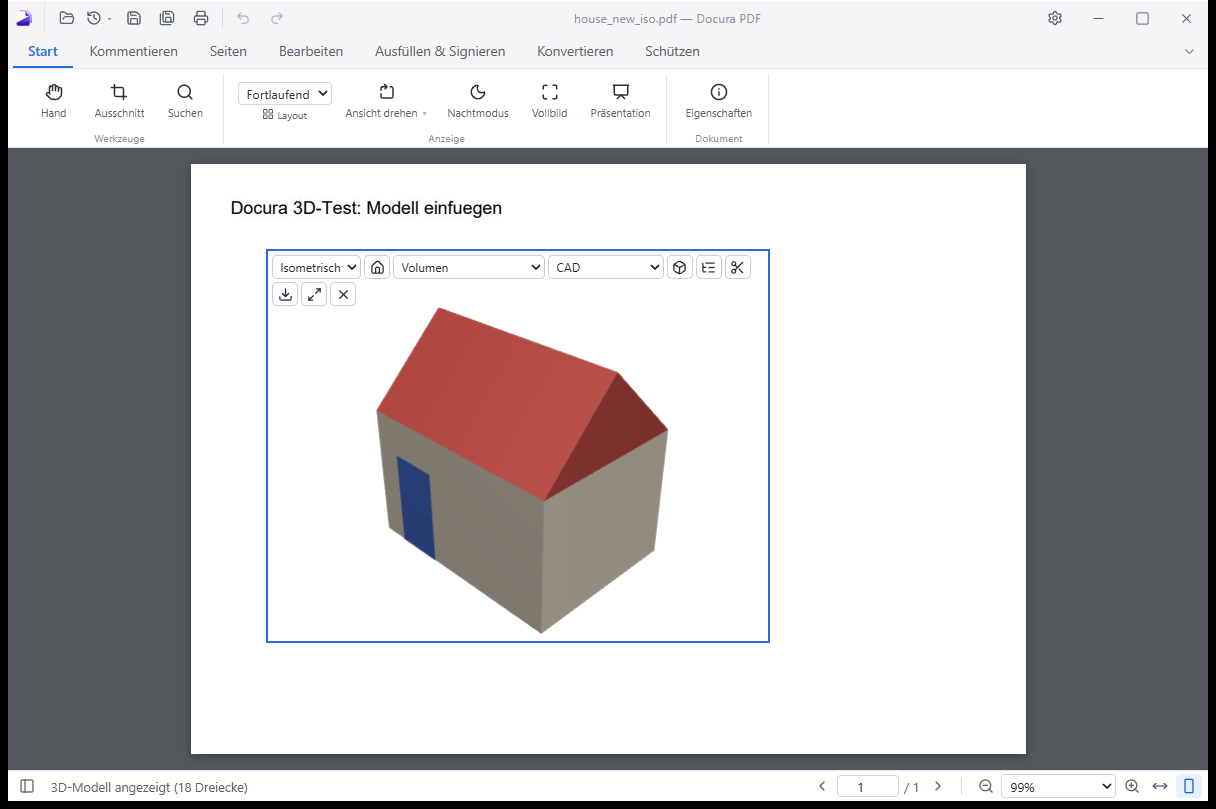 house_new_iso.pdf — Docura PDF
Start Kommentieren Seiten Bearbeiten Ausfüllen & Signieren Konvertieren Schützen
Hand Ausschnitt Suchen
Werkzeuge
Fortlaufend
Layout
Ansicht drehen Nachtmodus Vollbild Präsentation
Anzeige
Eigenschaften
Dokument
Docura 3D-Test: Modell einfuegen
Isometrisch Volumen CAD
3D-Modell angezeigt (18 Dreiecke)
1 / 1
99%